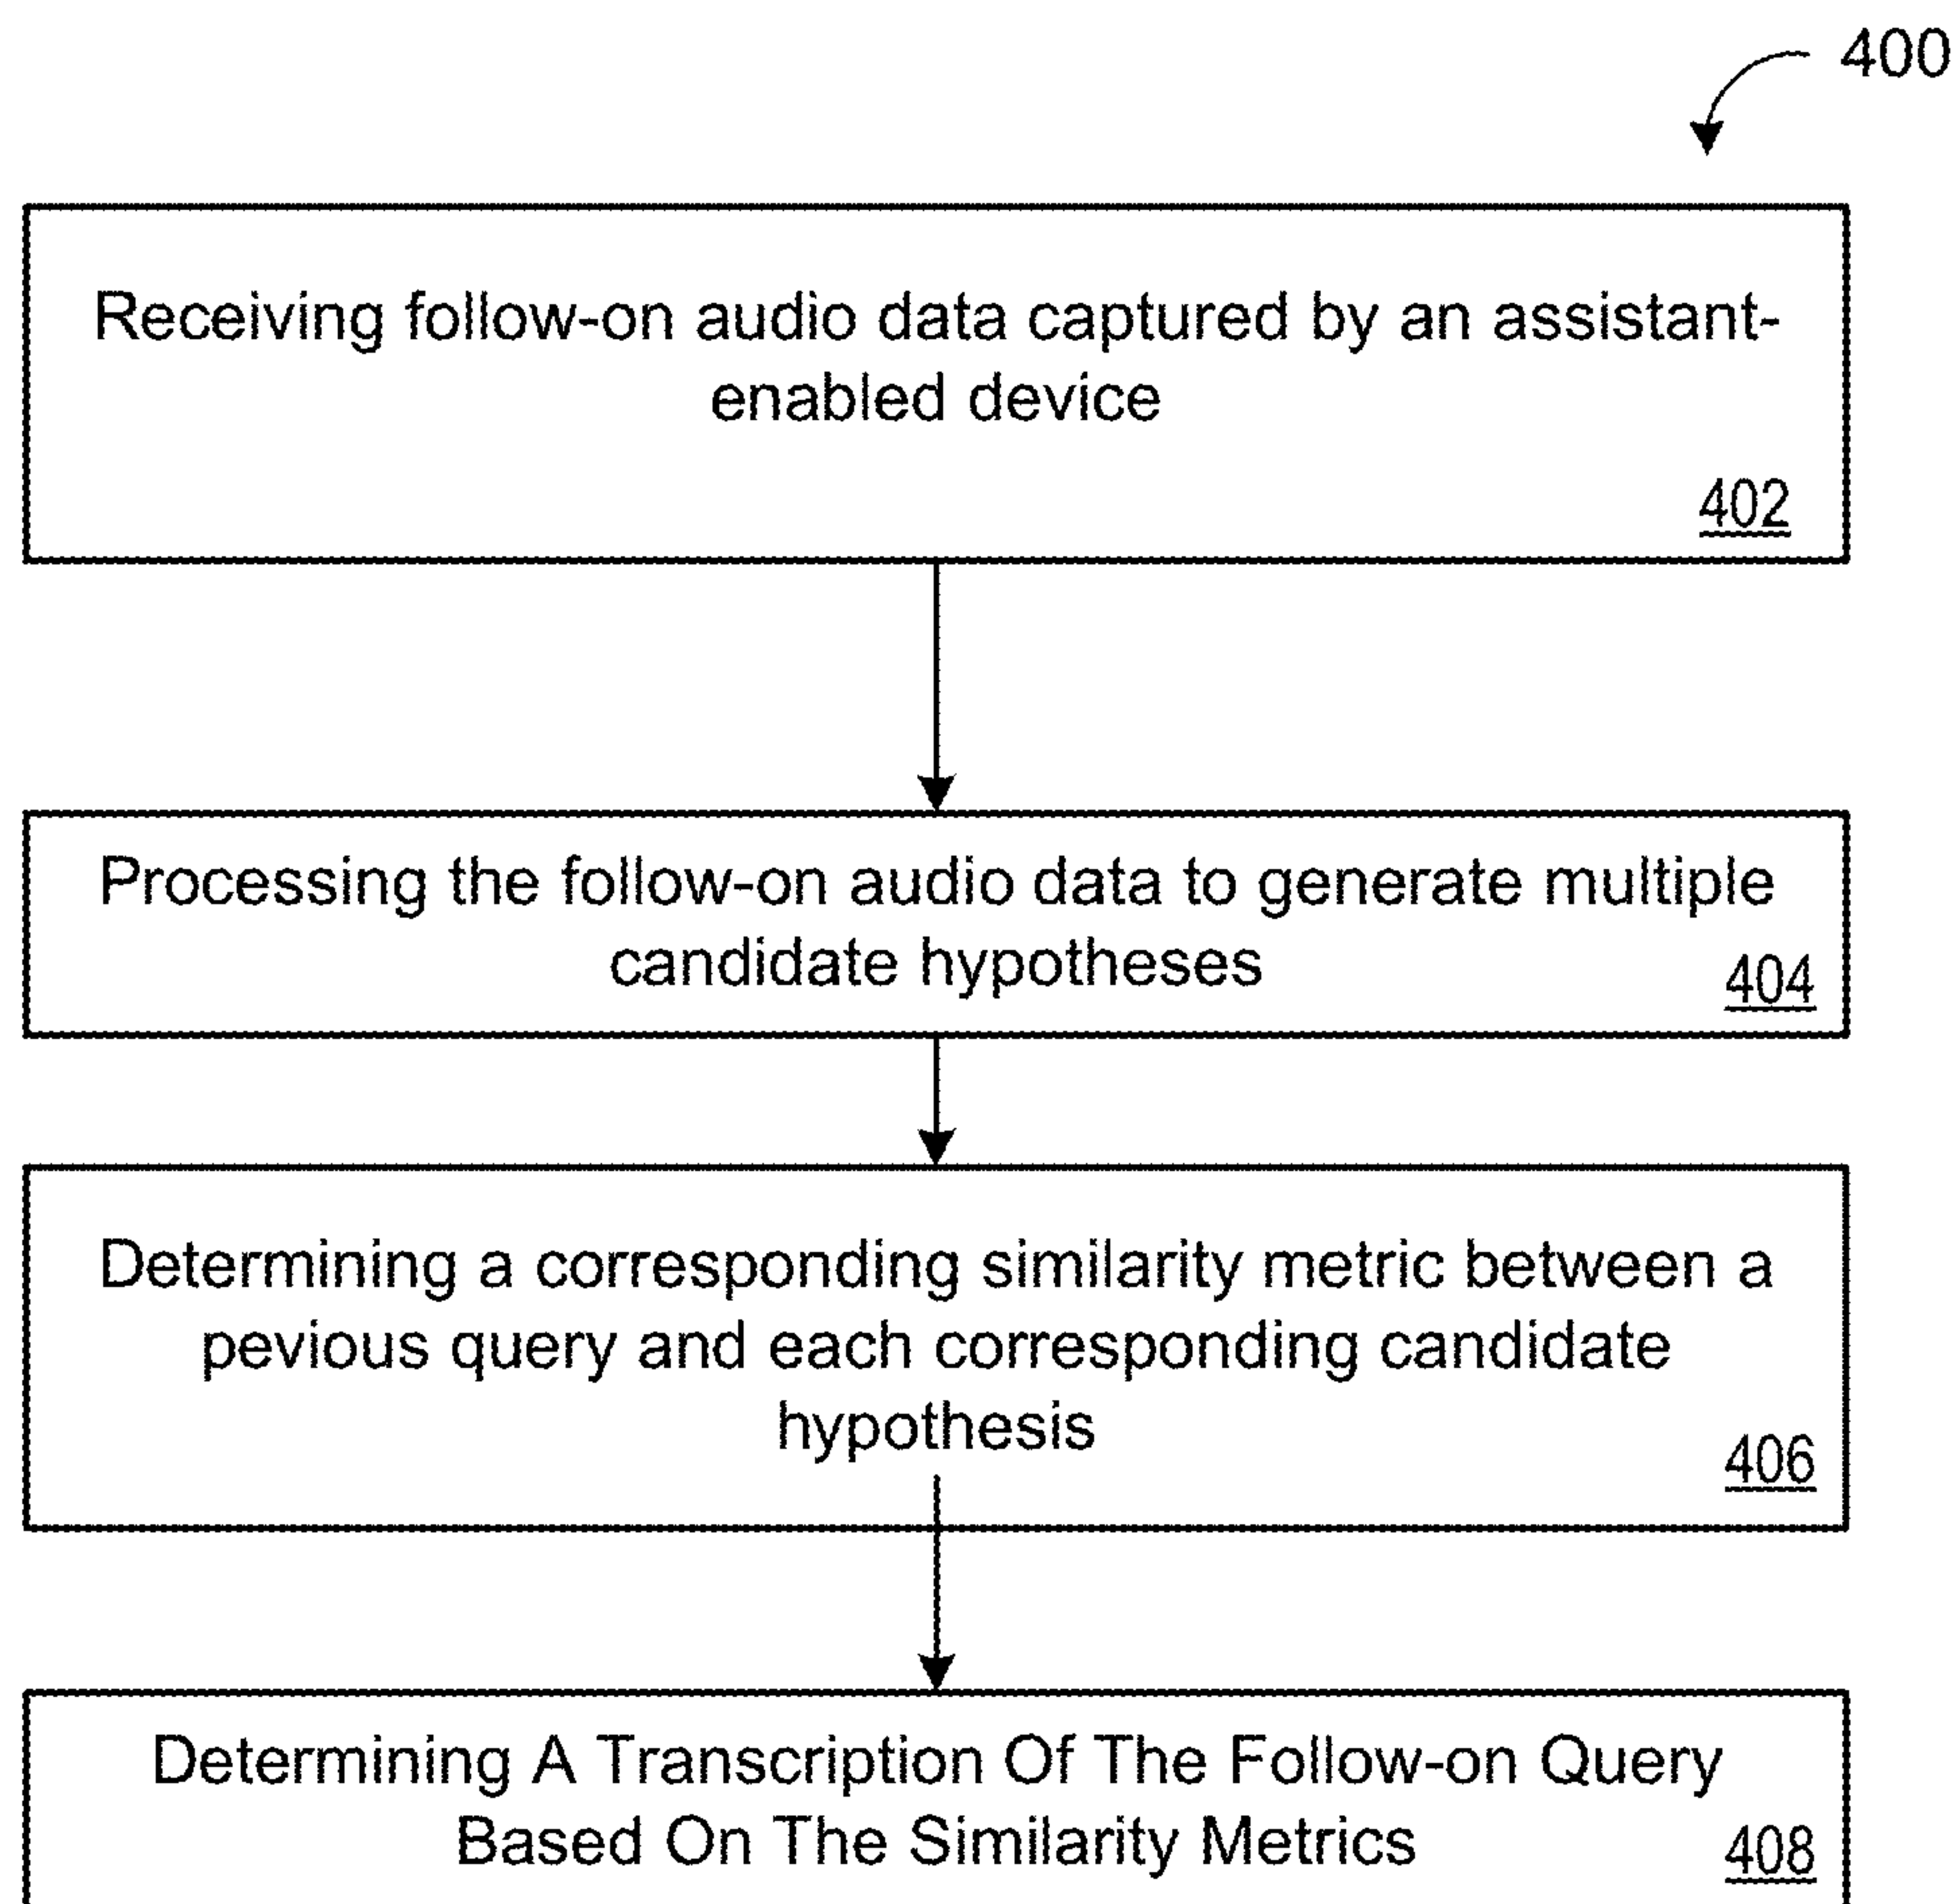 400
Receiving follow-on audio data captured by an assistant-
enabled device
402
Processing the follow-on audio data to generate multiple
candidate hypotheses
404
Determining a corresponding similarity metric between a
pevious query and each corresponding candidate
hypothesis
406
Determining A Transcription Of The Follow-on Query
Based On The Similarity Metrics
408